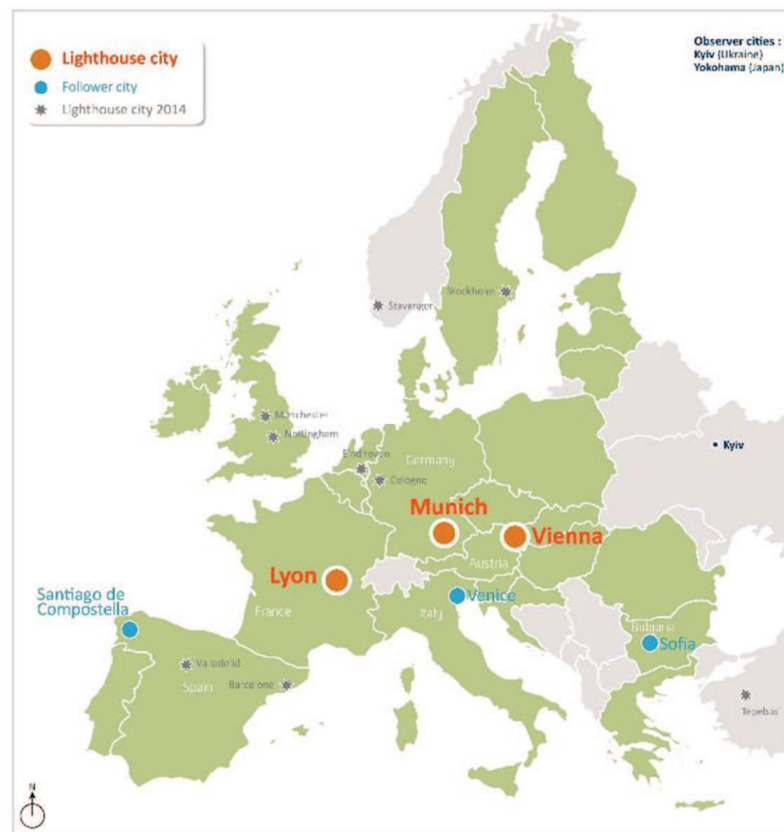 Lighthouse city
Follower city
Lighthouse city 2014
Observer cities :
Kyiv (Ukraine)
Yokohama (Japan)
Stockholm
Stavanger
Manchester
Nottingham
Eindhoven
Germany
Cologne
Kyiv
Munich
Vienna
Lyon
Austria
Santiago de
Compostella
France
Venice
Italy
Bulgaria
Sofia
Valladolid
Spain
Barcelone
Tepebas
N